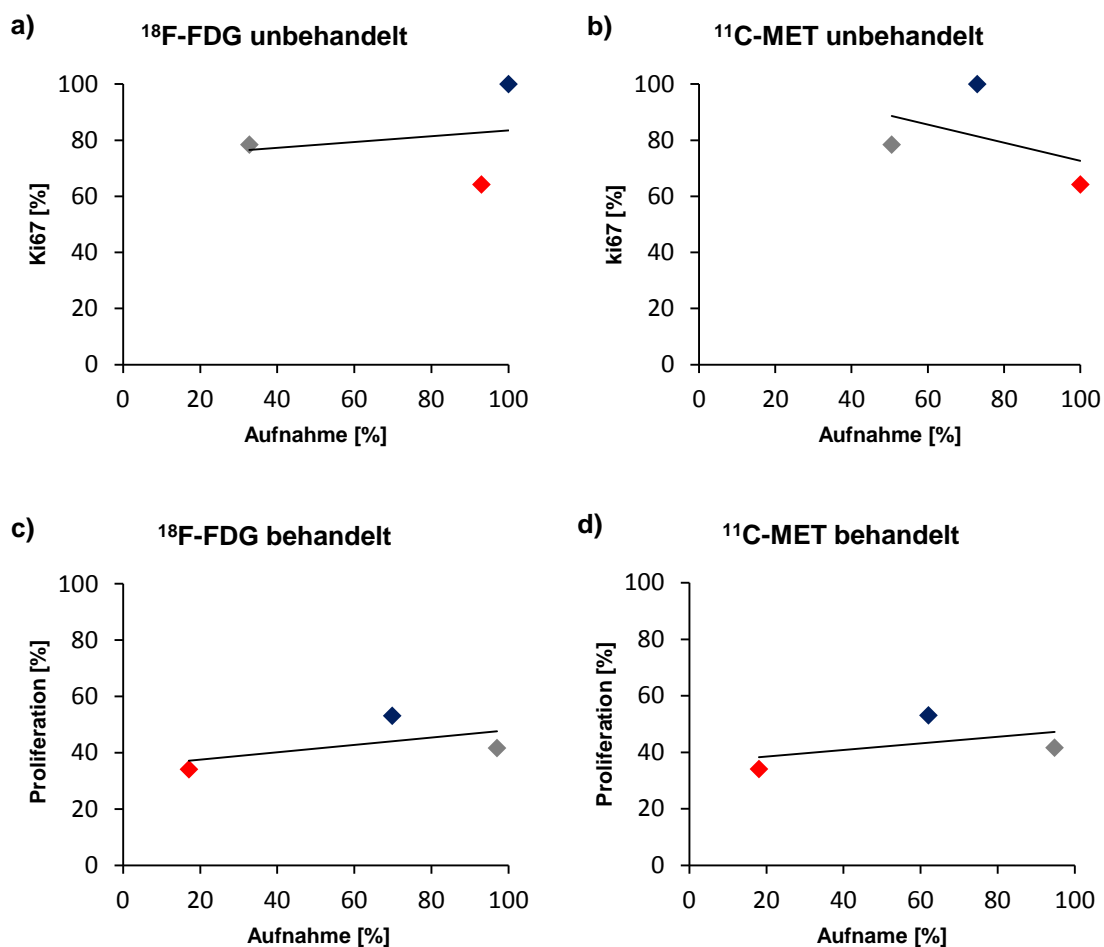 a)
¹⁸F-FDG unbehandelt
Ki67 [%]
100
80
60
40
20
0
0 20 40 60 80 100
Aufnahme [%]
b)
¹¹C-MET unbehandelt
ki67 [%]
100
80
60
40
20
0
0 20 40 60 80 100
Aufnahme [%]
c)
¹⁸F-FDG behandelt
Proliferation [%]
100
80
60
40
20
0
0 20 40 60 80 100
Aufnahme [%]
d)
¹¹C-MET behandelt
Proliferation [%]
100
80
60
40
20
0
0 20 40 60 80 100
Aufname [%]